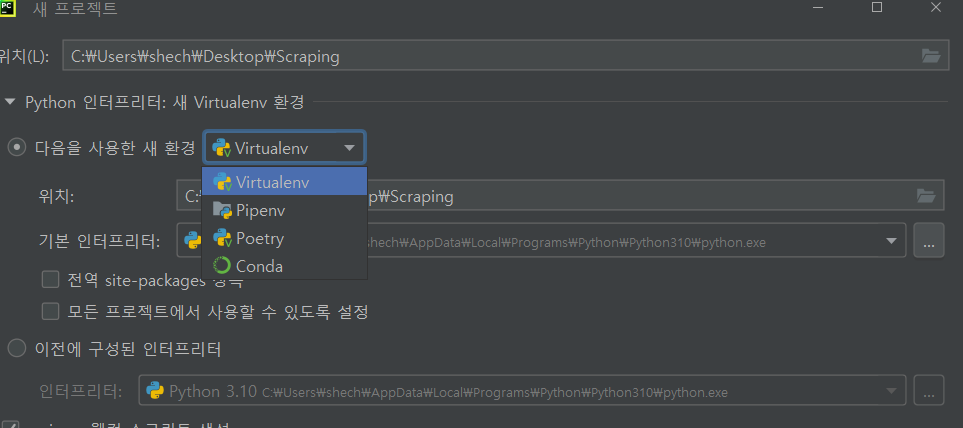 PC 새 프로젝트
위치(L): C:₩Users₩shech₩Desktop₩Scraping
Python 인터프리터: 새 Virtualenv 환경
다음을 사용한 새 환경 Virtualenv
Virtualenv
위치: C:₩ p₩Scraping
Pipenv
기본 인터프리터: shech₩AppData₩Local₩Programs₩Python₩Python310₩python.exe ...
Poetry
Conda
전역 site-packages
모든 프로젝트에서 사용할 수 있도록 설정
이전에 구성된 인터프리터
인터프리터: Python 3.10 C:₩Users₩shech₩AppData₩Local₩Programs₩Python₩Python310₩python.exe ...